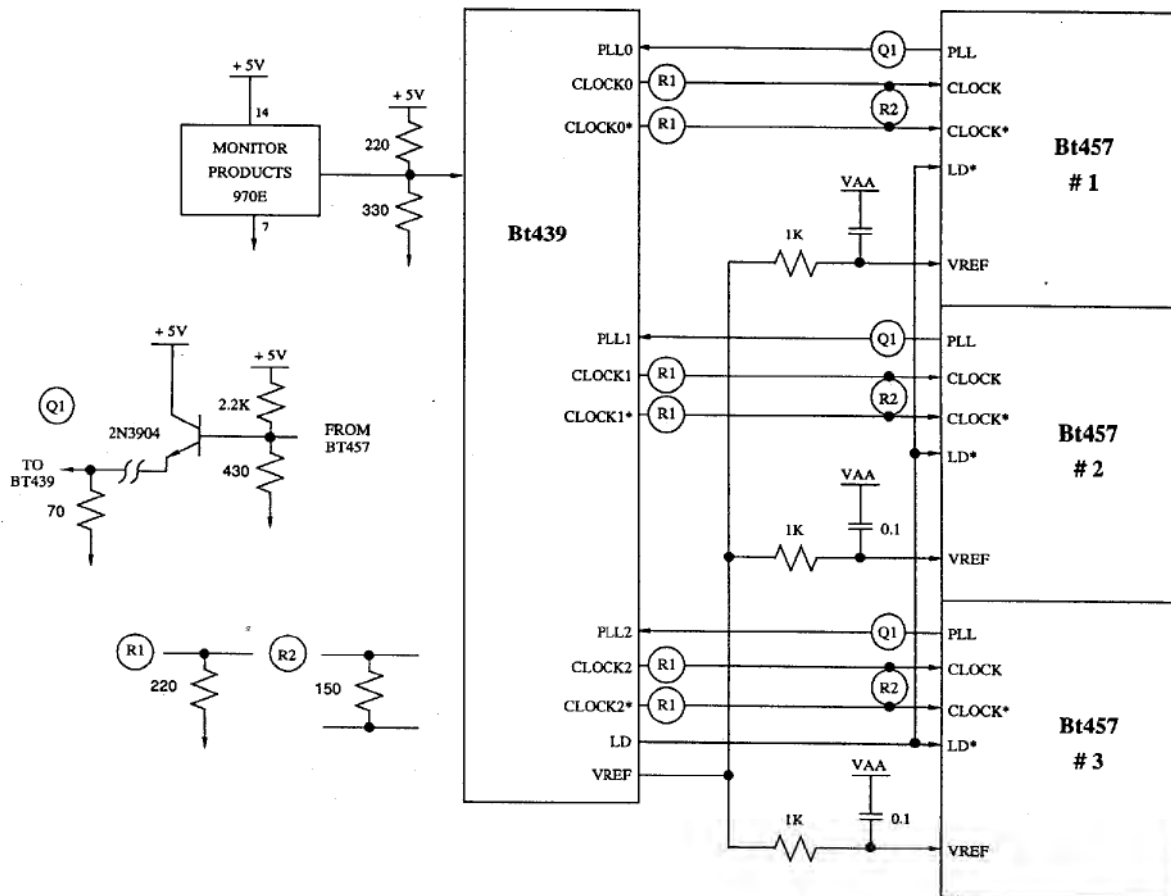 + 5V
14
MONITOR
PRODUCTS
970E
7
+ 5V
220
330
Bt439
PLL0
CLOCK0
CLOCK0*
PLL1
CLOCK1
CLOCK1*
PLL2
CLOCK2
CLOCK2*
LD
VREF
Q1
R1
R1
R2
VAA
1K
PLL
CLOCK
CLOCK*
LD*
VREF
Bt457
# 1
Q1
R1
R1
R2
VAA
0.1
1K
PLL
CLOCK
CLOCK*
LD*
VREF
Bt457
# 2
Q1
R1
R1
R2
VAA
0.1
1K
PLL
CLOCK
CLOCK*
LD*
VREF
Bt457
# 3
+ 5V
+ 5V
Q1
2.2K
2N3904
FROM
BT457
TO
BT439
430
70
R1
220
R2
150